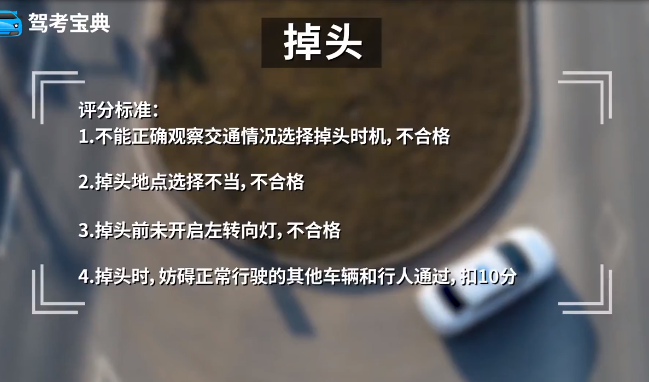 驾考宝典
掉头
评分标准：
1.不能正确观察交通情况选择掉头时机，不合格
2.掉头地点选择不当，不合格
3.掉头前未开启左转向灯，不合格
4.掉头时，妨碍正常行驶的其他车辆和行人通过，扣10分